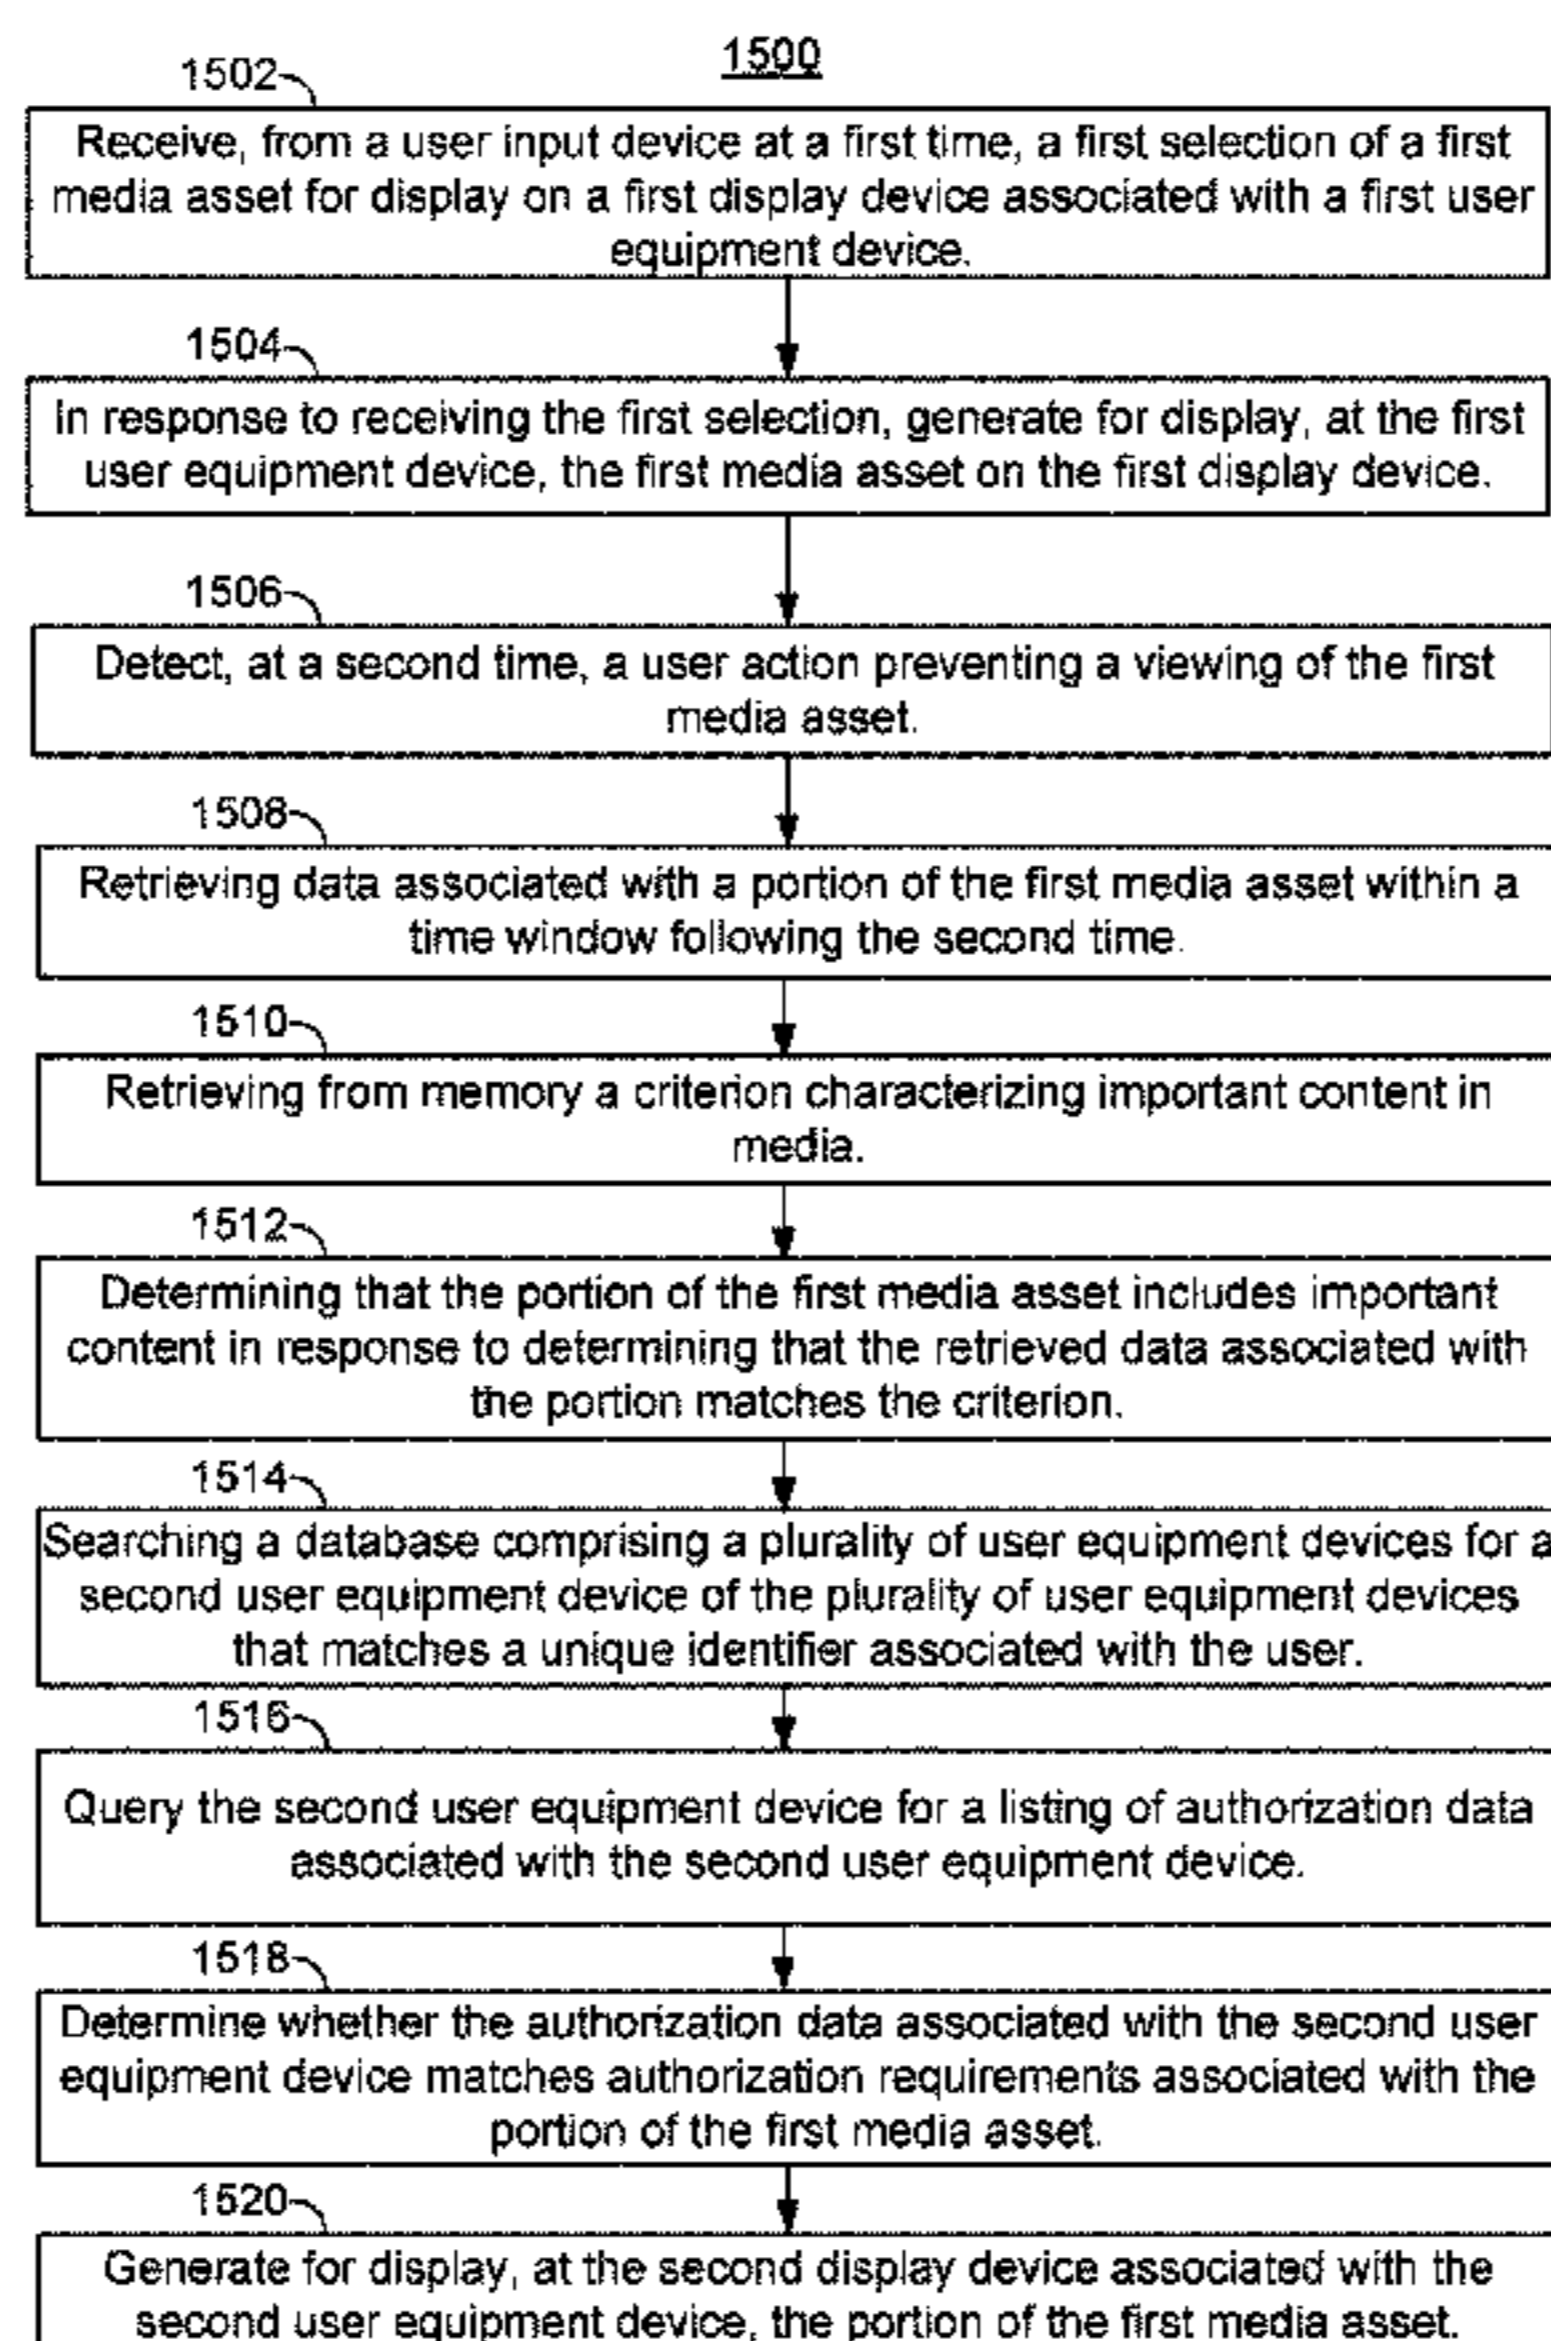 1500
1502
Receive, from a user input device at a first time, a first selection of a first
media asset for display on a first display device associated with a first user
equipment device.
1504
In response to receiving the first selection, generate for display, at the first
user equipment device, the first media asset on the first display device.
1506
Detect, at a second time, a user action preventing a viewing of the first
media asset.
1508
Retrieving data associated with a portion of the first media asset within a
time window following the second time.
1510
Retrieving from memory a criterion characterizing important content in
media.
1512
Determining that the portion of the first media asset includes important
content in response to determining that the retrieved data associated with
the portion matches the criterion.
1514
Searching a database comprising a plurality of user equipment devices for a
second user equipment device of the plurality of user equipment devices
that matches a unique identifier associated with the user.
1516
Query the second user equipment device for a listing of authorization data
associated with the second user equipment device.
1518
Determine whether the authorization data associated with the second user
equipment device matches authorization requirements associated with the
portion of the first media asset.
1520
Generate for display, at the second display device associated with the
second user equipment device, the portion of the first media asset.